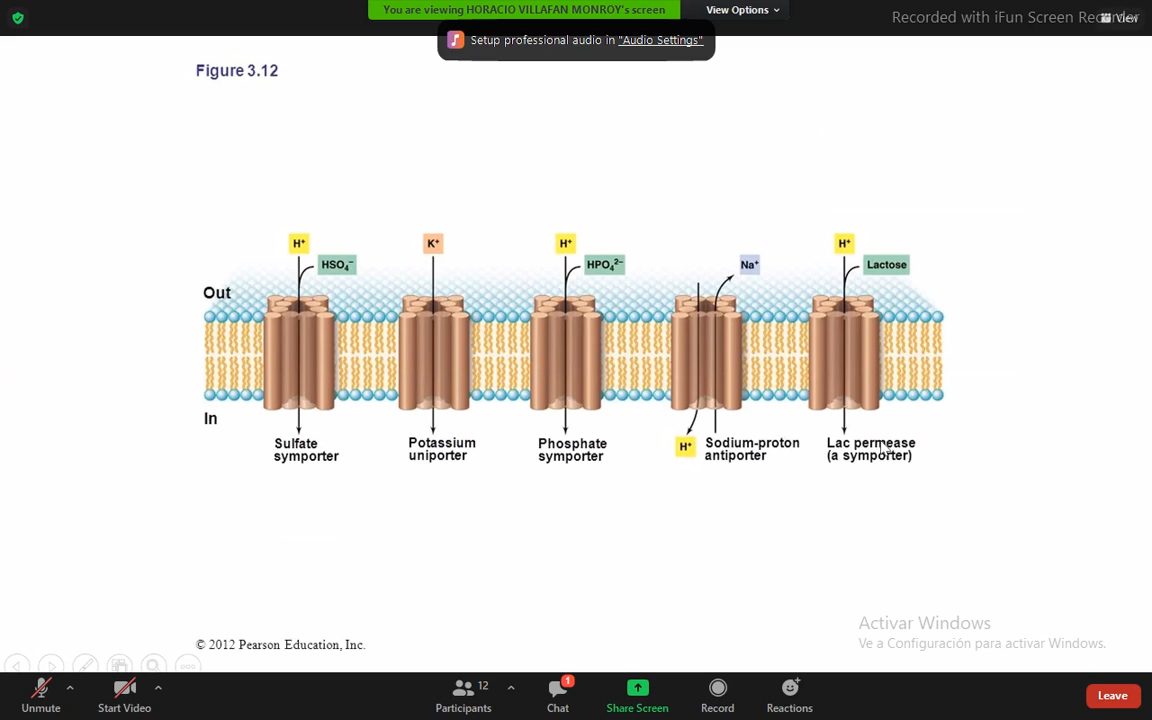 You are viewing HORACIO VILLAFAN MONROY's screen
View Options
Recorded with iFun Screen Recorder
View
Setup professional audio in "Audio Settings"
Figure 3.12
H⁺
K⁺
H⁺
H⁺
HSO₄⁻
HPO₄²⁻
Na⁺
Lactose
Out
In
H⁺
Sulfate
symporter
Potassium
uniporter
Phosphate
symporter
Sodium-proton
antiporter
Lac permease
(a symporter)
Activar Windows
Ve a Configuración para activar Windows.
© 2012 Pearson Education, Inc.
Unmute
Start Video
12
Participants
1
Chat
Share Screen
Record
Reactions
Leave